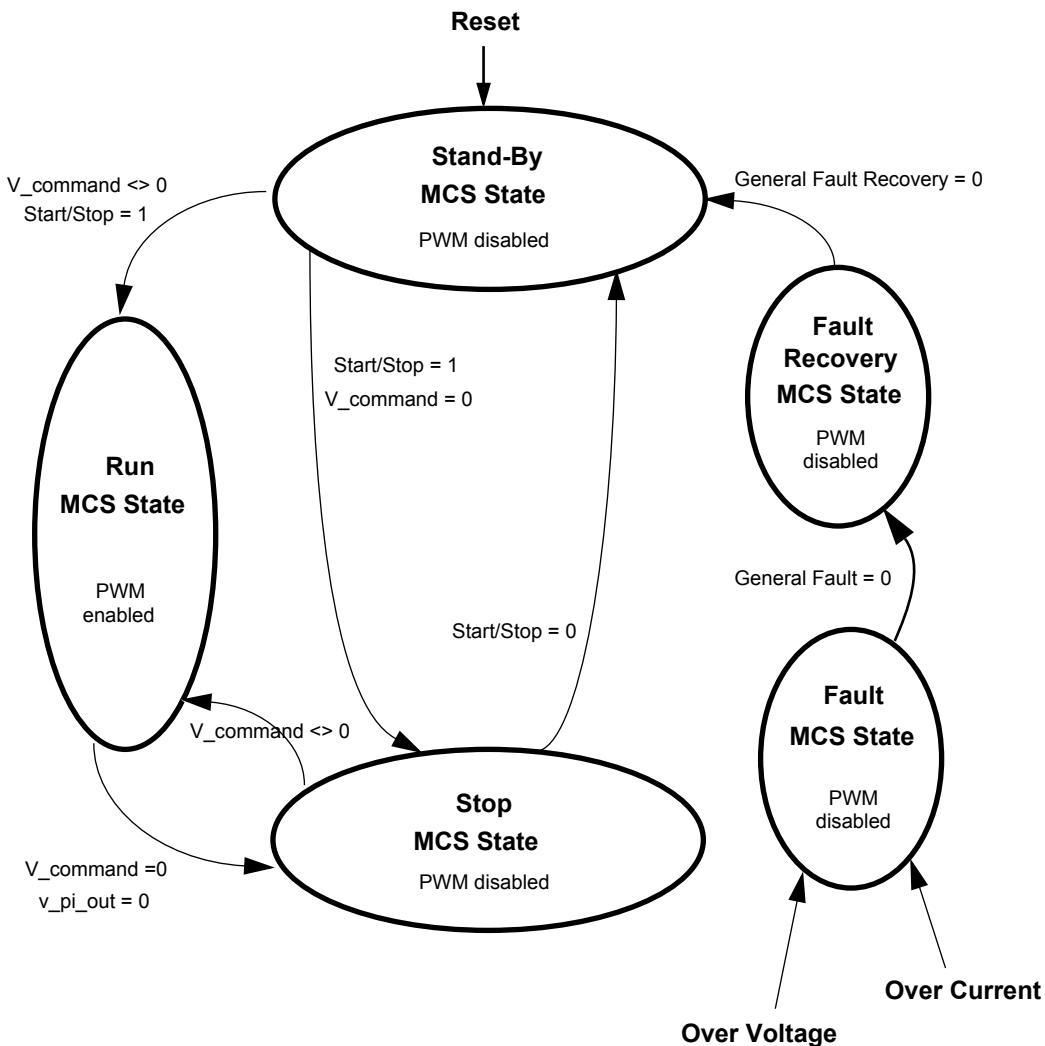 Reset
Stand-By
MCS State
PWM disabled
V_command <> 0
Start/Stop = 1
General Fault Recovery = 0
Fault
Recovery
MCS State
PWM
disabled
Start/Stop = 1
V_command = 0
Run
MCS State
PWM
enabled
General Fault = 0
Start/Stop = 0
Fault
MCS State
PWM
disabled
V_command <> 0
Stop
MCS State
PWM disabled
V_command =0
v_pi_out = 0
Over Current
Over Voltage